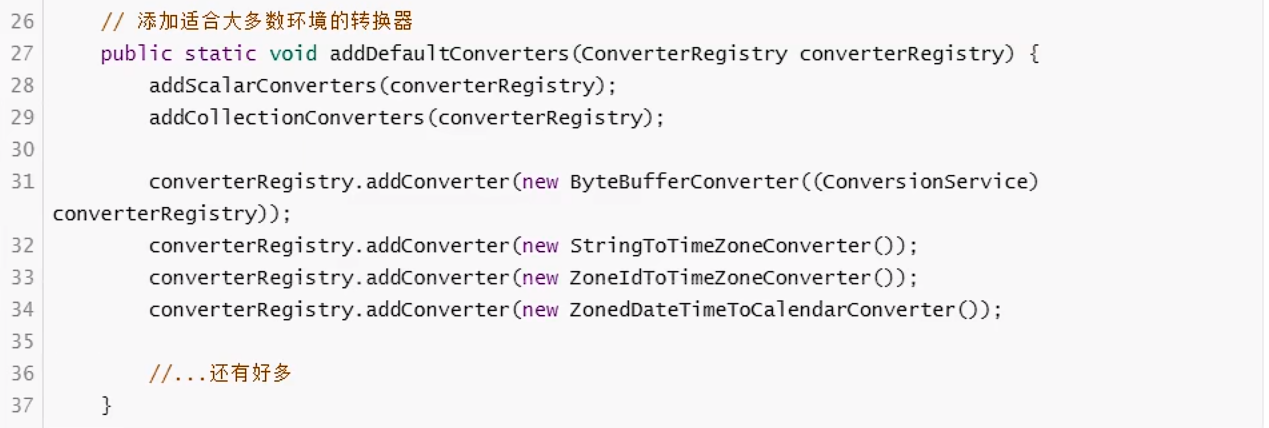 26 // 添加适合大多数环境的转换器
27 public static void addDefaultConverters(ConverterRegistry converterRegistry) {
28 addScalarConverters(converterRegistry);
29 addCollectionConverters(converterRegistry);
30
31 converterRegistry.addConverter(new ByteBufferConverter((ConversionService)
converterRegistry));
32 converterRegistry.addConverter(new StringToTimeZoneConverter());
33 converterRegistry.addConverter(new ZoneIdToTimeZoneConverter());
34 converterRegistry.addConverter(new ZonedDateTimeToCalendarConverter());
35
36 //...还有好多
37 }